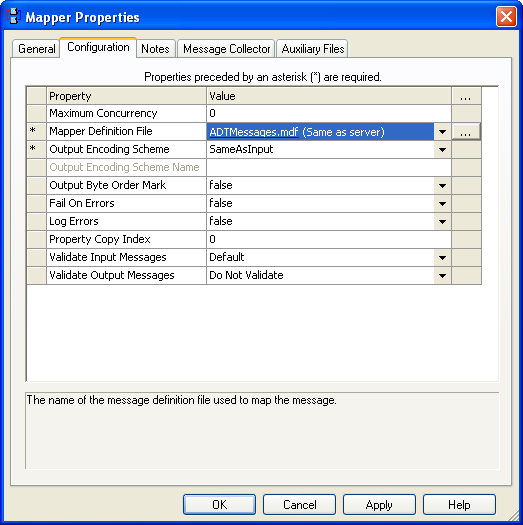 Mapper Properties
General Configuration Notes Message Collector Auxiliary Files
Properties preceded by an asterisk (*) are required.
Property Value ...
Maximum Concurrency 0
* Mapper Definition File ADTMessages.mdf (Same as server) ...
* Output Encoding Scheme SameAsInput
Output Encoding Scheme Name
Output Byte Order Mark false
Fail On Errors false
Log Errors false
Property Copy Index 0
Validate Input Messages Default
Validate Output Messages Do Not Validate
The name of the message definition file used to map the message.
OK Cancel Apply Help